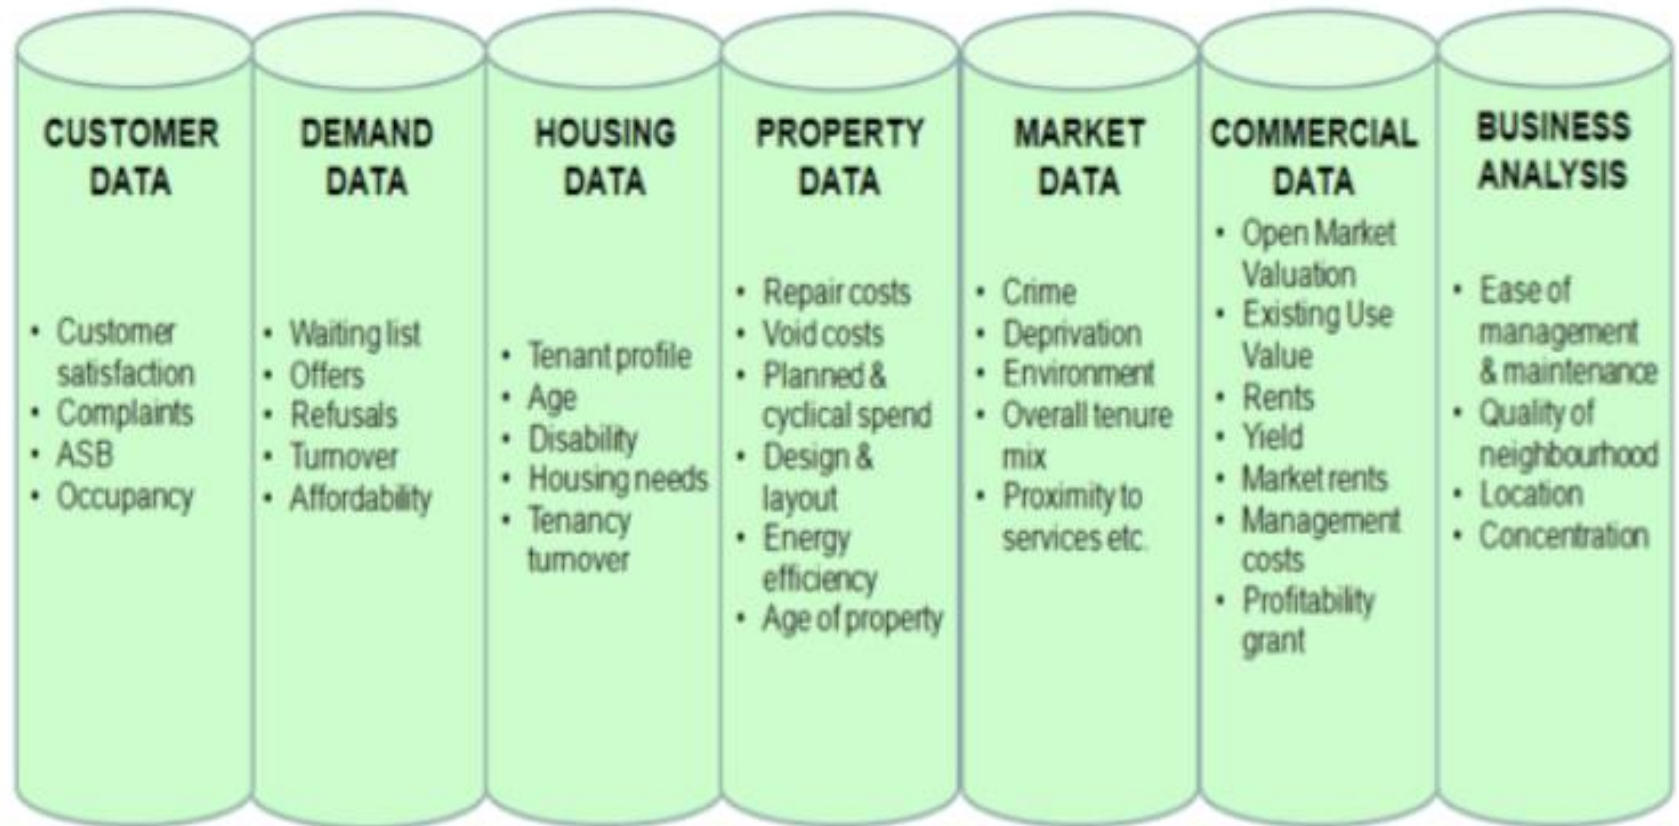 CUSTOMER
DATA
• Customer
satisfaction
• Complaints
• ASB
• Occupancy
DEMAND
DATA
• Waiting list
• Offers
• Refusals
• Turnover
• Affordability
HOUSING
DATA
• Tenant profile
• Age
• Disability
• Housing needs
• Tenancy
turnover
PROPERTY
DATA
• Repair costs
• Void costs
• Planned &
cyclical spend
• Design &
layout
• Energy
efficiency
• Age of property
MARKET
DATA
• Crime
• Deprivation
• Environment
• Overall tenure
mix
• Proximity to
services etc.
COMMERCIAL
DATA
• Open Market
Valuation
• Existing Use
Value
• Rents
• Yield
• Market rents
• Management
costs
• Profitability
grant
BUSINESS
ANALYSIS
• Ease of
management
& maintenance
• Quality of
neighbourhood
• Location
• Concentration